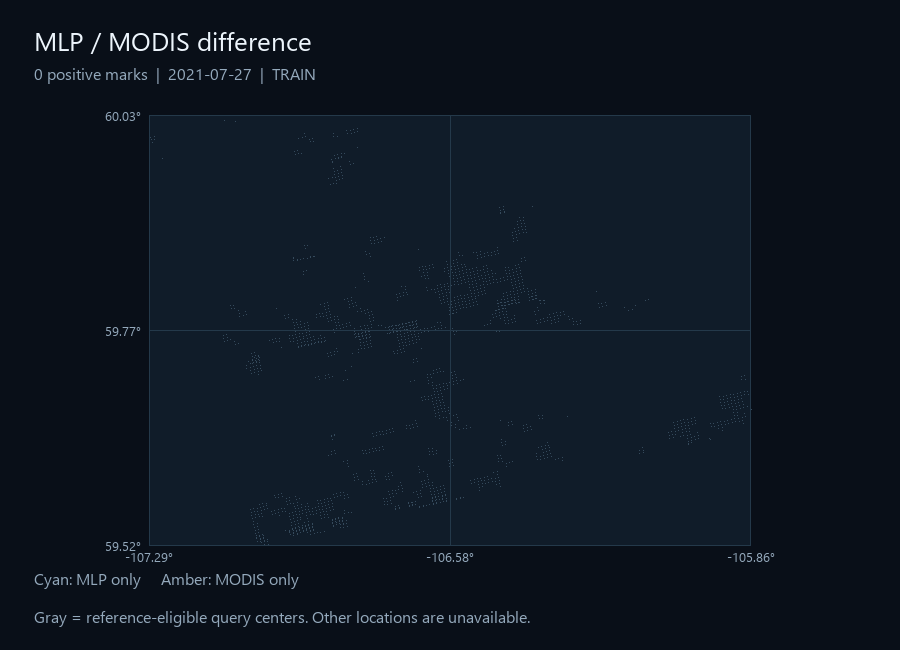 MLP / MODIS difference
0 positive marks | 2021-07-27 | TRAIN
60.03°
59.77°
59.52°
-107.29° -106.58° -105.86°
Cyan: MLP only Amber: MODIS only
Gray = reference-eligible query centers. Other locations are unavailable.